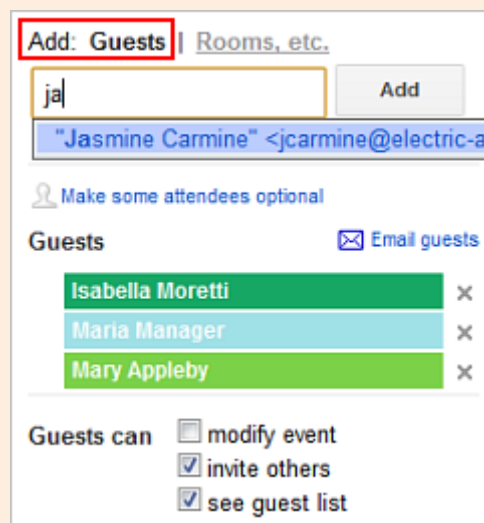 Add: Guests | Rooms, etc.
ja
Add
"Jasmine Carmine" <jcarmine@electric-a
Make some attendees optional
Guests
Email guests
Isabella Moretti
Maria Manager
Mary Appleby
Guests can
modify event
invite others
see guest list